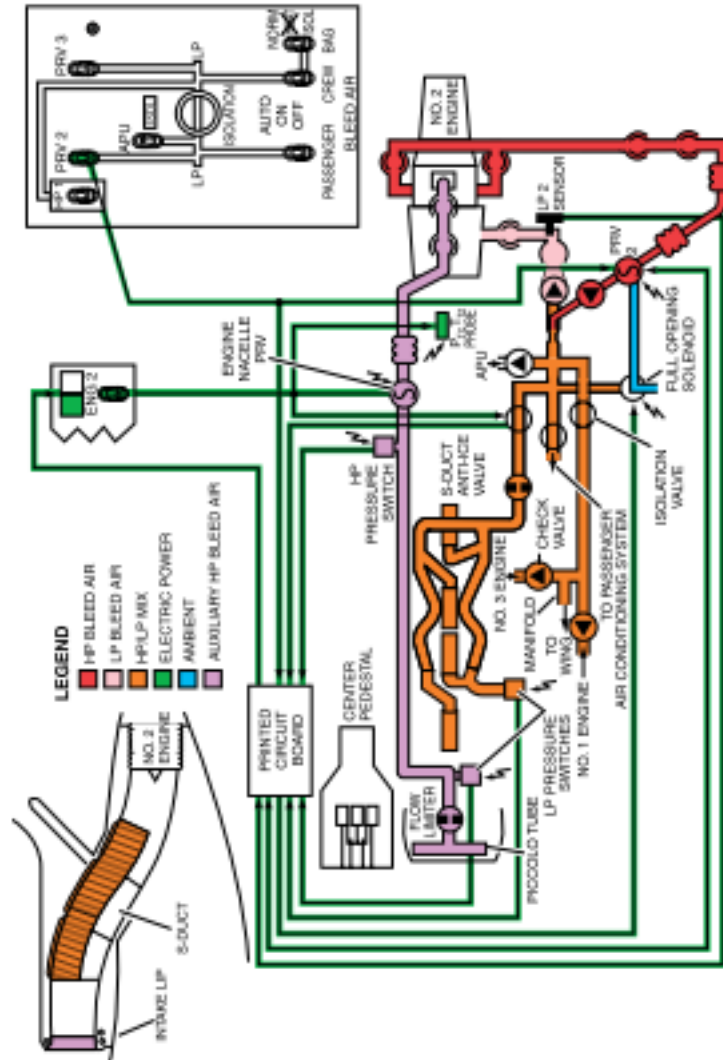 INTAKE LIP
S-DUCT
NO. 2
ENGINE
LEGEND
HP BLEED AIR
LP BLEED AIR
HP/LP MIX
ELECTRIC POWER
AMBIENT
AUXILIARY HP BLEED AIR
ENG 2
HP 1
PRV 2
PRV 3
APU
LP
LP
ISOLATION
AUTO
ON
OFF
NORM
ISOL
PASSENGER
CREW
BAG
BLEED AIR
PRINTED
CIRCUIT
BOARD
CENTER
PEDESTAL
HP
PRESSURE
SWITCH
ENGINE
NACELLE
PRV
PROBE
NO. 2
ENGINE
LP 2
SENSOR
PRV
2
FLOW
LIMITER
PICCOLO TUBE
LP PRESSURE
SWITCHES
S-DUCT
ANTI-ICE
VALVE
APU
NO. 3 ENGINE
CHECK
VALVE
MANIFOLD
TO
WING
NO. 1 ENGINE
TO PASSENGER
AIR CONDITIONING SYSTEM
ISOLATION
VALVE
FULL OPENING
SOLENOID